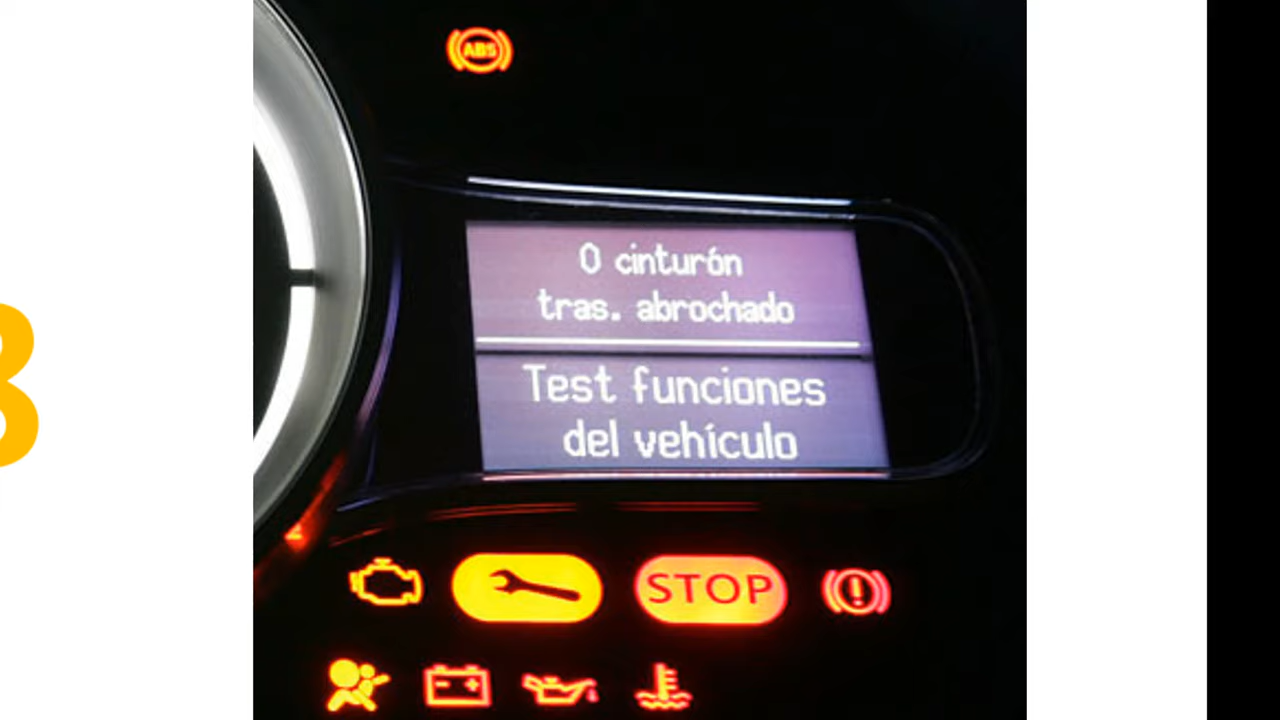 ABS
0 cinturón
tras. abrochado
Test funciones
del vehículo
STOP